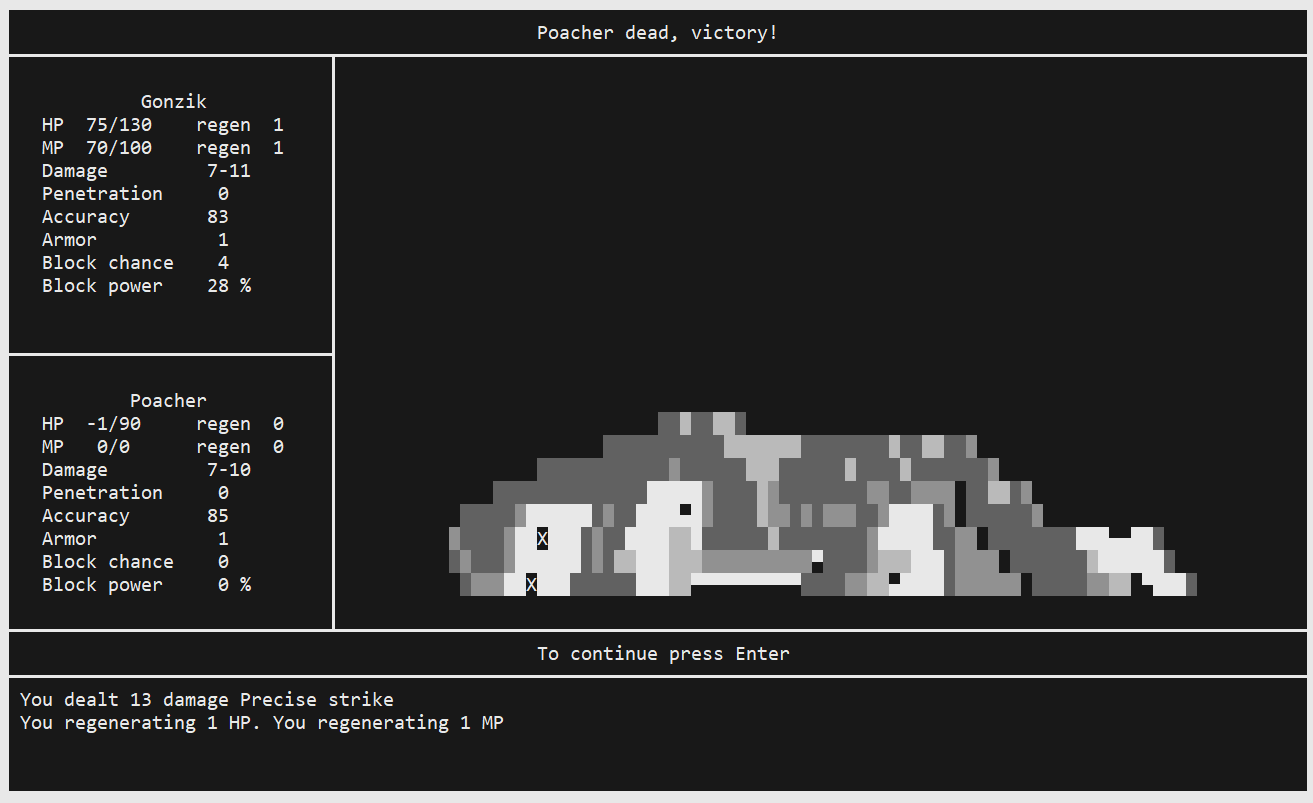 Poacher dead, victory!
Gonzik
HP 75/130 regen 1
MP 70/100 regen 1
Damage 7-11
Penetration 0
Accuracy 83
Armor 1
Block chance 4
Block power 28 %
Poacher
HP -1/90 regen 0
MP 0/0 regen 0
Damage 7-10
Penetration 0
Accuracy 85
Armor 1
Block chance 0
Block power 0 %
X
X
To continue press Enter
You dealt 13 damage Precise strike
You regenerating 1 HP. You regenerating 1 MP